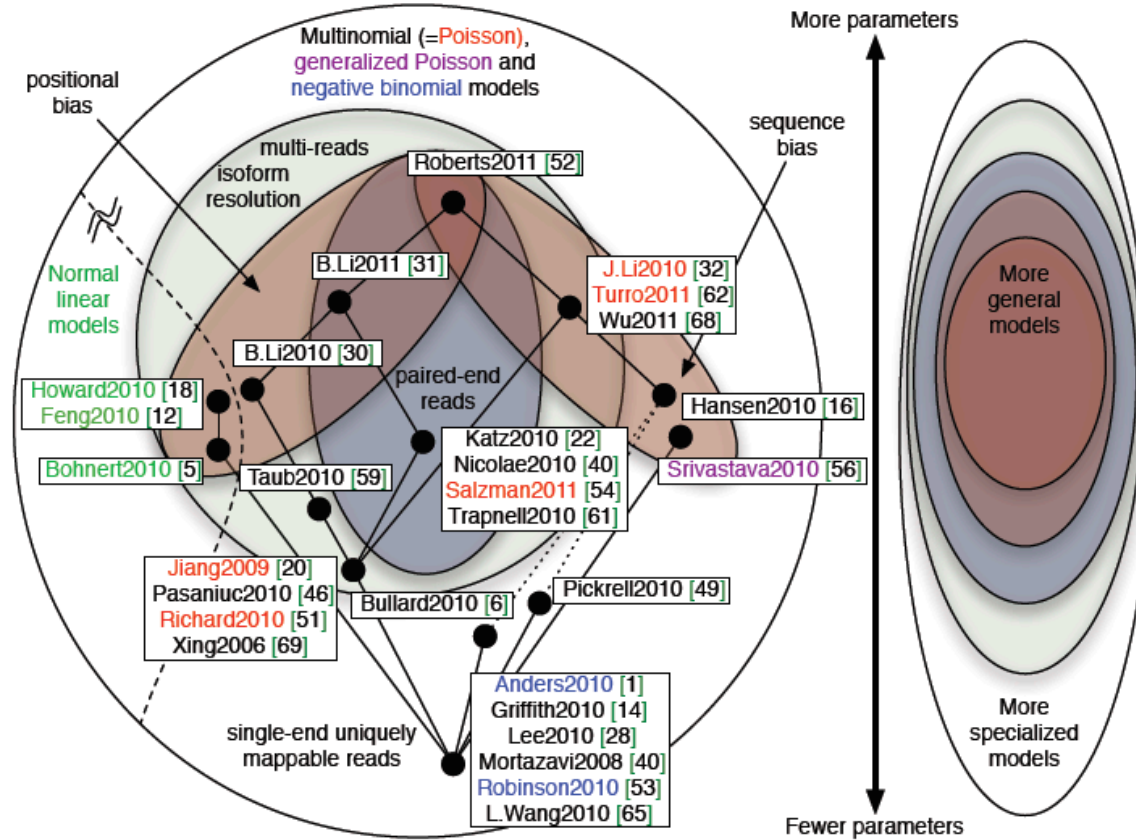 Multinomial (=Poisson),
generalized Poisson and
negative binomial models
More parameters
positional
bias
sequence
bias
multi-reads
isoform
resolution
Roberts2011 [52]
B.Li2011 [31]
J.Li2010 [32]
Turro2011 [62]
Wu2011 [68]
Normal
linear
models
More
general
models
B.Li2010 [30]
paired-end
reads
Howard2010 [18]
Feng2010 [12]
Hansen2010 [16]
Bohnert2010 [5]
Taub2010 [59]
Katz2010 [22]
Nicolae2010 [40]
Salzman2011 [54]
Trapnell2010 [61]
Srivastava2010 [56]
Jiang2009 [20]
Pasaniuc2010 [46]
Richard2010 [51]
Xing2006 [69]
Bullard2010 [6]
Pickrell2010 [49]
single-end uniquely
mappable reads
Anders2010 [1]
Griffith2010 [14]
Lee2010 [28]
Mortazavi2008 [40]
Robinson2010 [53]
L.Wang2010 [65]
More
specialized
models
Fewer parameters